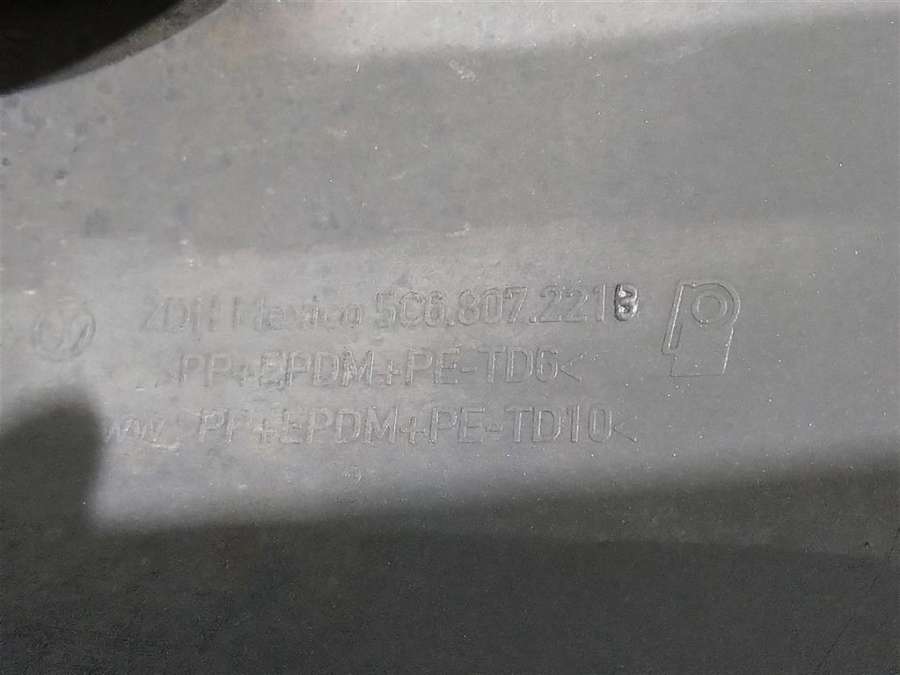 ZDH Mexico 5C6.807.221B
>PP+EPDM+PE-TD6<
>PP+EPDM+PE-TD10<